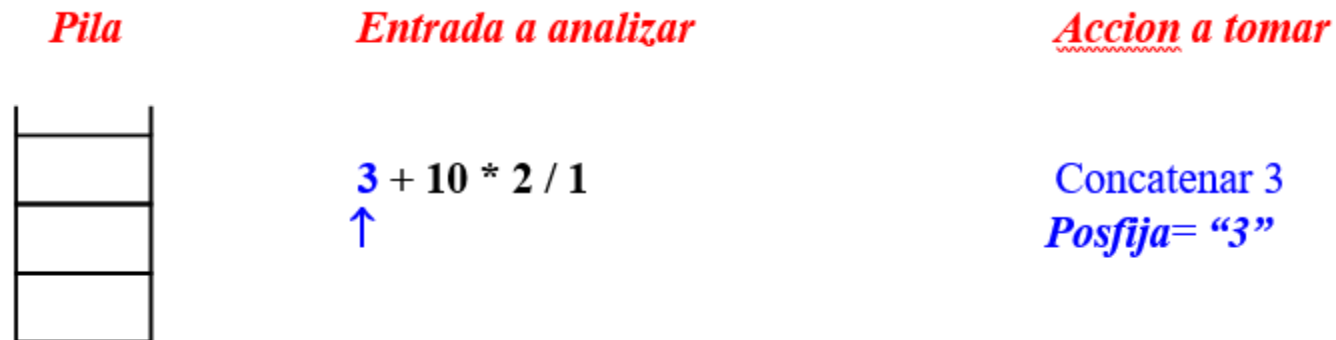 Pila Entrada a analizar Accion a tomar
3 + 10 * 2 / 1 Concatenar 3
↑ Posfija= “3”